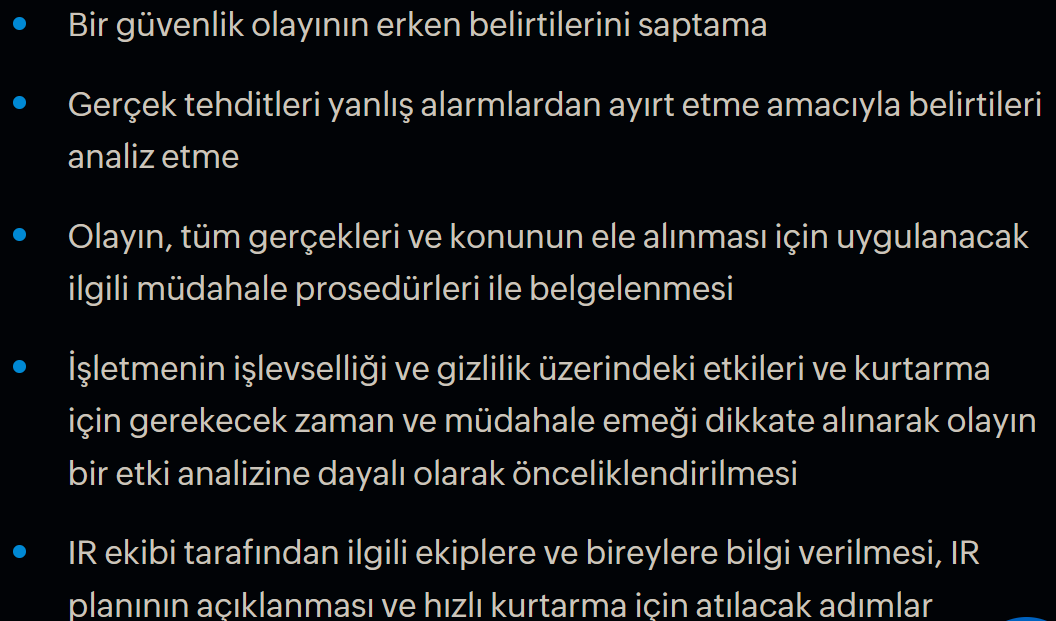 Bir güvenlik olayının erken belirtilerini saptama
Gerçek tehditleri yanlış alarmlardan ayırt etme amacıyla belirtileri
analiz etme
Olayın, tüm gerçekleri ve konunun ele alınması için uygulanacak
ilgili müdahale prosedürleri ile belgelenmesi
İşletmenin işlevselliği ve gizlilik üzerindeki etkileri ve kurtarma
için gerekecek zaman ve müdahale emeği dikkate alınarak olayın
bir etki analizine dayalı olarak önceliklendirilmesi
IR ekibi tarafından ilgili ekiplere ve bireylere bilgi verilmesi, IR
planının açıklanması ve hızlı kurtarma için atılacak adımlar